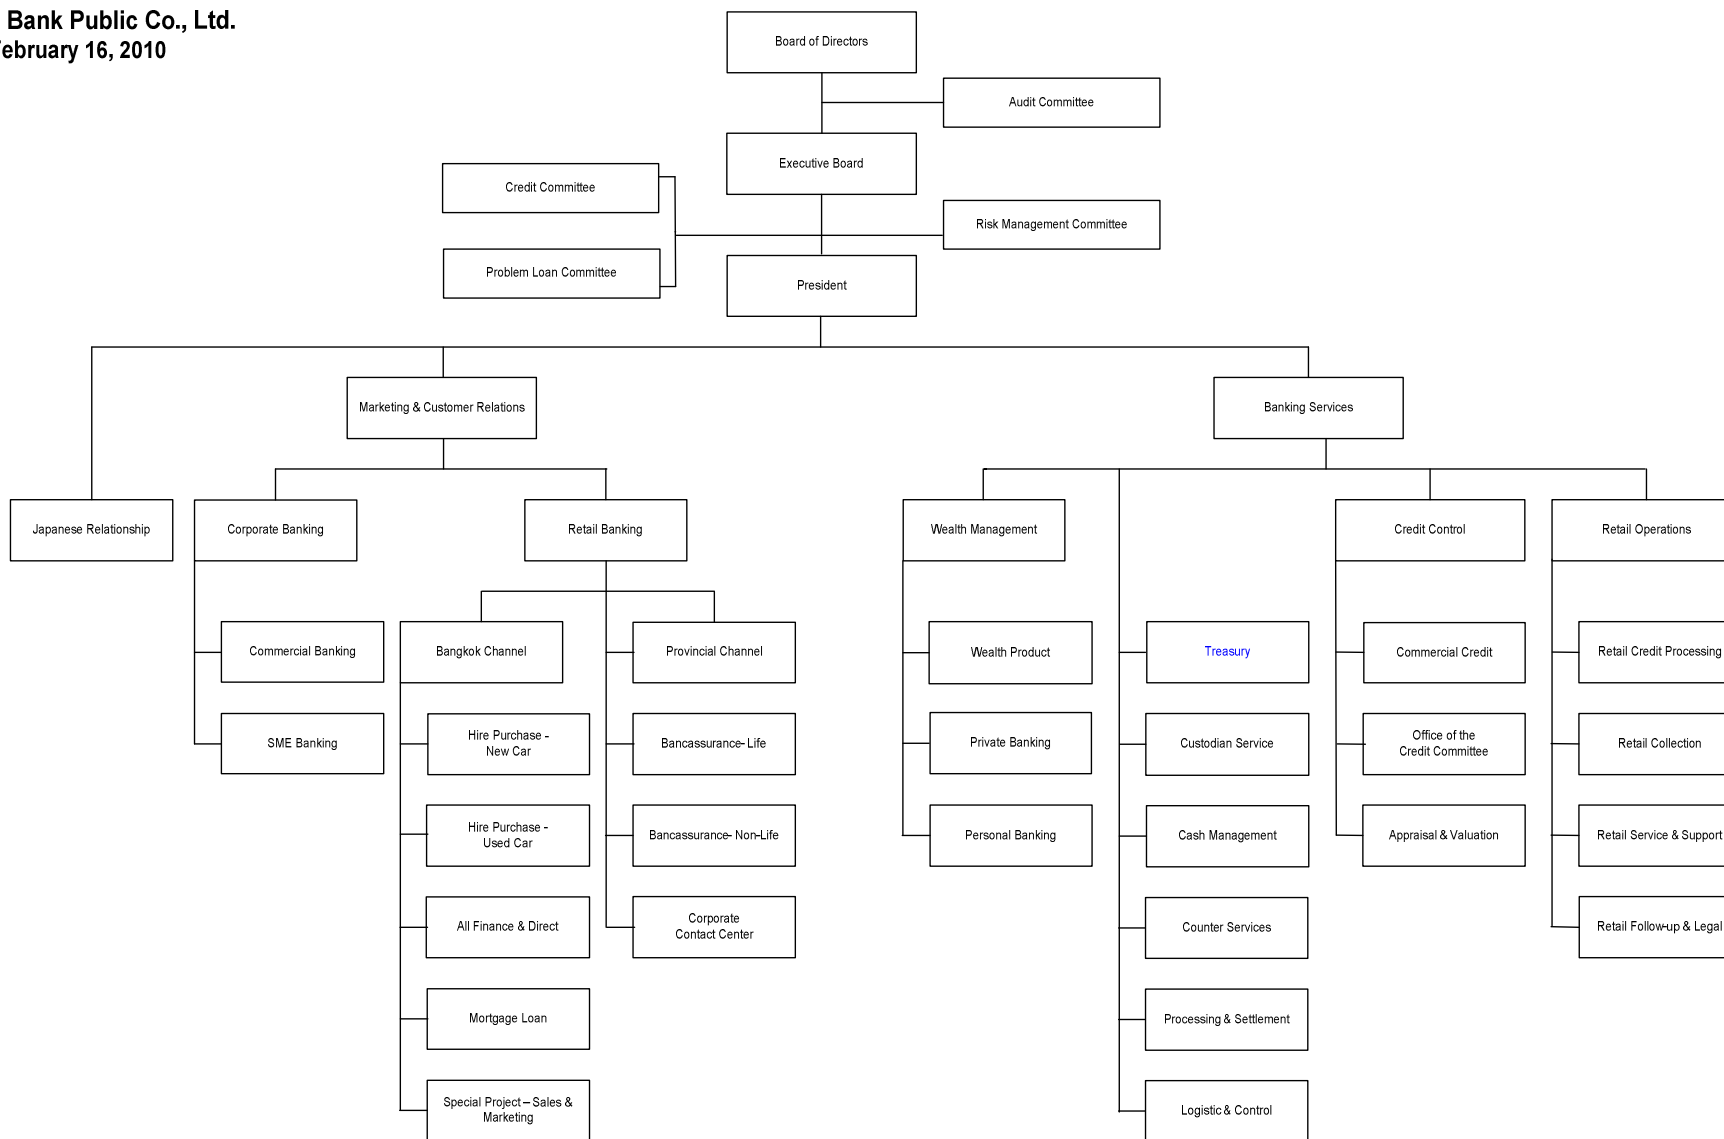 Bank Public Co., Ltd.
February 16, 2010
Board of Directors
Audit Committee
Executive Board
Credit Committee
Risk Management Committee
Problem Loan Committee
President
Marketing & Customer Relations
Banking Services
Japanese Relationship
Corporate Banking
Retail Banking
Wealth Management
Credit Control
Retail Operations
Commercial Banking
Bangkok Channel
Provincial Channel
Wealth Product
Treasury
Commercial Credit
Retail Credit Processing
SME Banking
Hire Purchase -
New Car
Bancassurance- Life
Private Banking
Custodian Service
Office of the
Credit Committee
Retail Collection
Hire Purchase -
Used Car
Bancassurance- Non-Life
Personal Banking
Cash Management
Appraisal & Valuation
Retail Service & Support
All Finance & Direct
Corporate
Contact Center
Counter Services
Retail Follow-up & Legal
Mortgage Loan
Processing & Settlement
Special Project – Sales &
Marketing
Logistic & Control